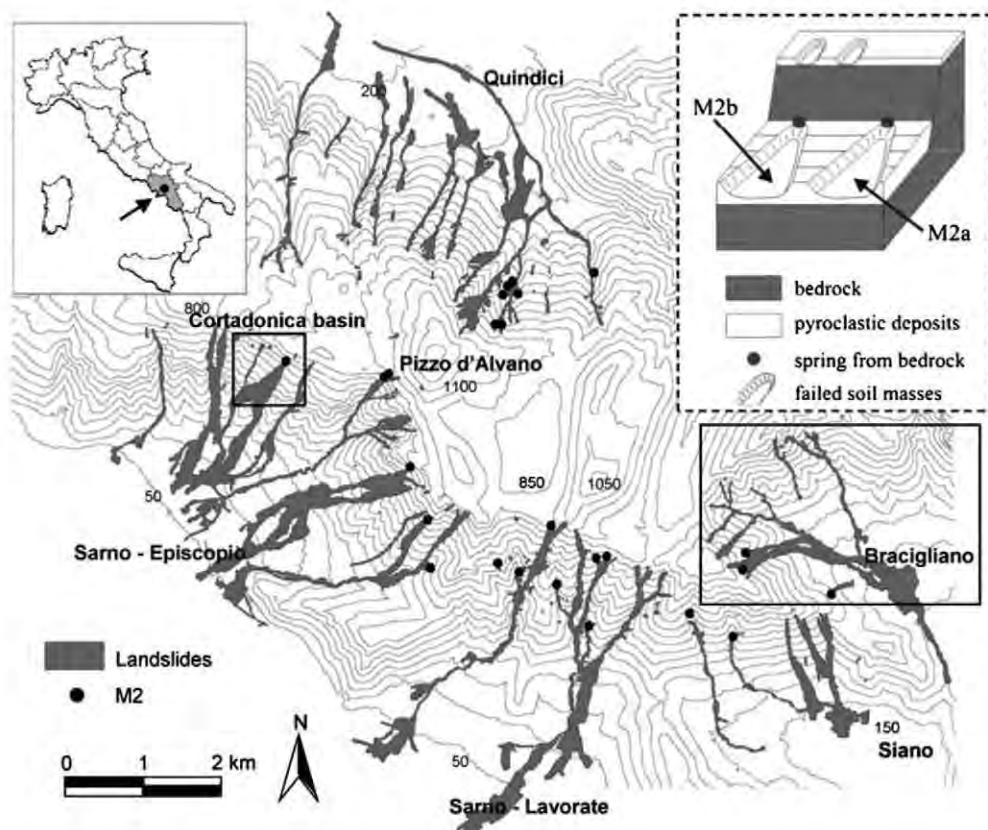 Quindici
200
M2b
M2a
bedrock
pyroclastic deposits
spring from bedrock
failed soil masses
800
Cortadonica basin
Pizzo d'Alvano
1100
850
1050
50
Sarno - Episcopio
Bracigliano
Landslides
M2
N
0 1 2 km
50
150
Siano
Sarno - Lavorate